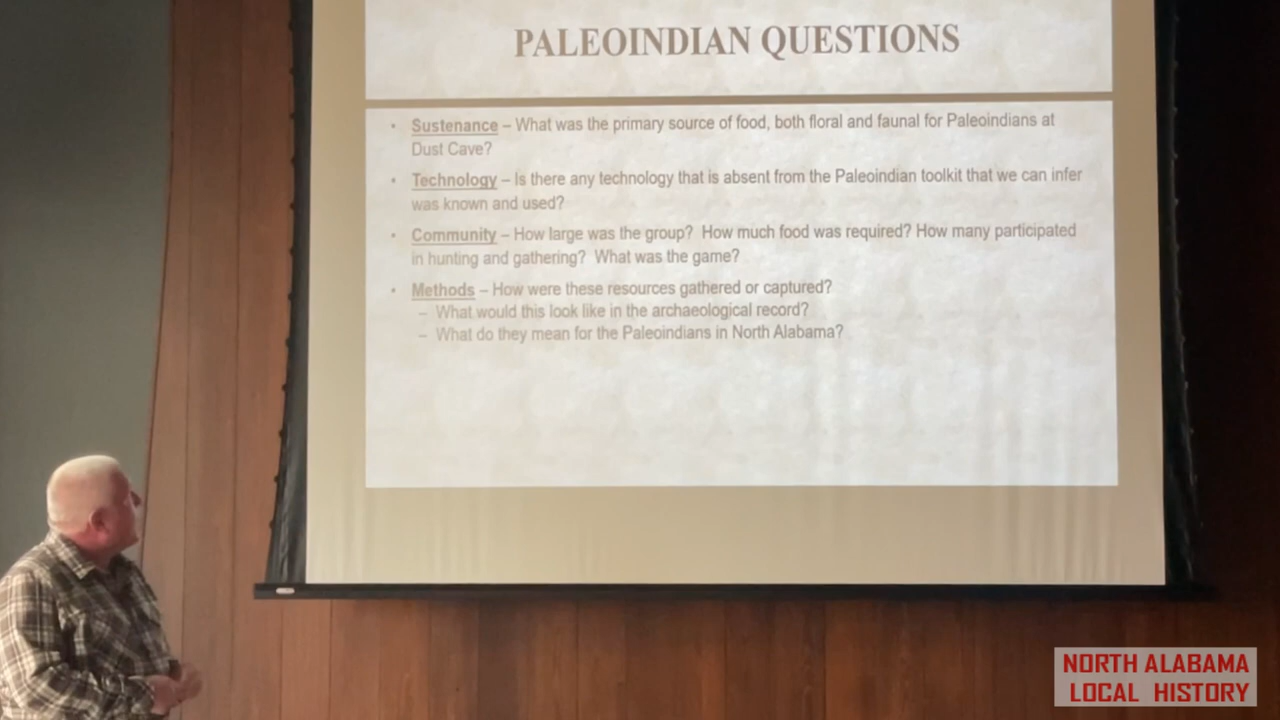 PALEOINDIAN QUESTIONS
• Sustenance – What was the primary source of food, both floral and faunal for Paleoindians at
Dust Cave?
• Technology – Is there any technology that is absent from the Paleoindian toolkit that we can infer
was known and used?
• Community – How large was the group? How much food was required? How many participated
in hunting and gathering? What was the game?
• Methods – How were these resources gathered or captured?
– What would this look like in the archaeological record?
– What do they mean for the Paleoindians in North Alabama?
NORTH ALABAMA
LOCAL HISTORY